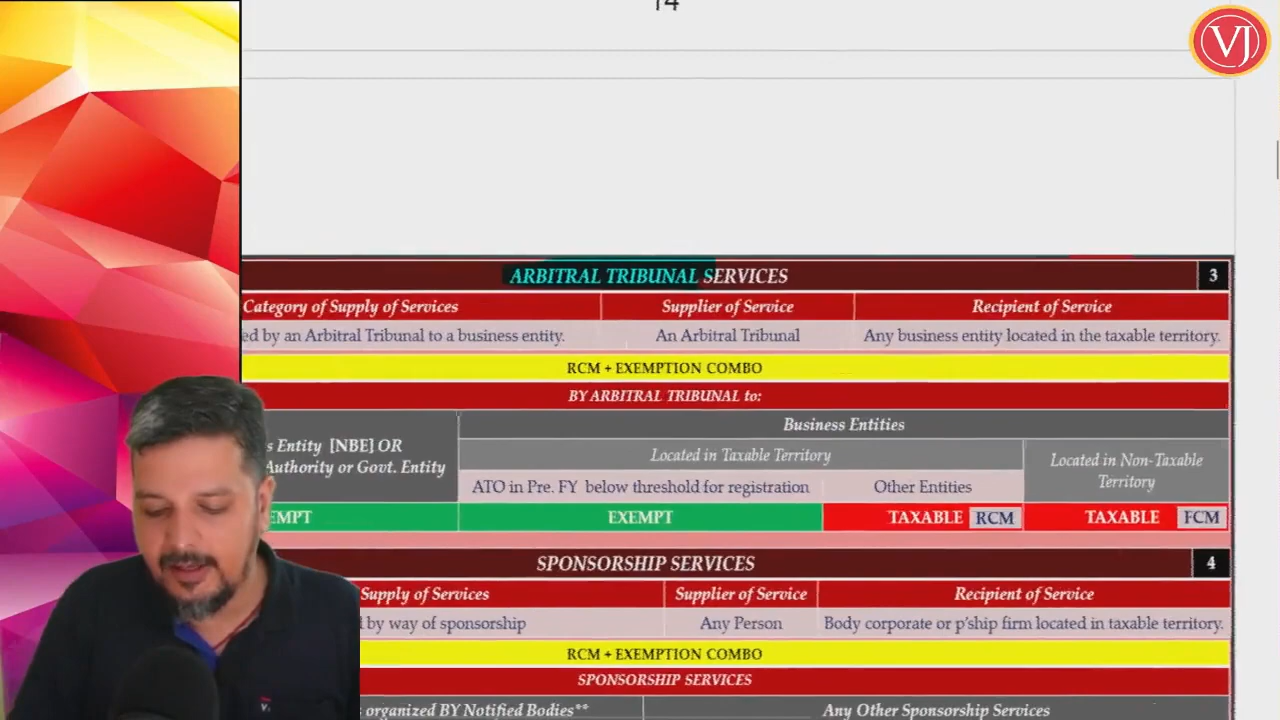 14
VJ
ARBITRAL TRIBUNAL SERVICES 3
Category of Supply of Services Supplier of Service Recipient of Service
by an Arbitral Tribunal to a business entity. An Arbitral Tribunal Any business entity located in the taxable territory.
RCM + EXEMPTION COMBO
BY ARBITRAL TRIBUNAL to:
Business Entities
Entity [NBE] OR
Authority or Govt. Entity
Located in Taxable Territory
Located in Non-Taxable
Territory
ATO in Pre. FY below threshold for registration Other Entities
EXEMPT TAXABLE RCM TAXABLE FCM
SPONSORSHIP SERVICES 4
Supply of Services Supplier of Service Recipient of Service
by way of sponsorship Any Person Body corporate or p'ship firm located in taxable territory.
RCM + EXEMPTION COMBO
SPONSORSHIP SERVICES
organized BY Notified Bodies** Any Other Sponsorship Services